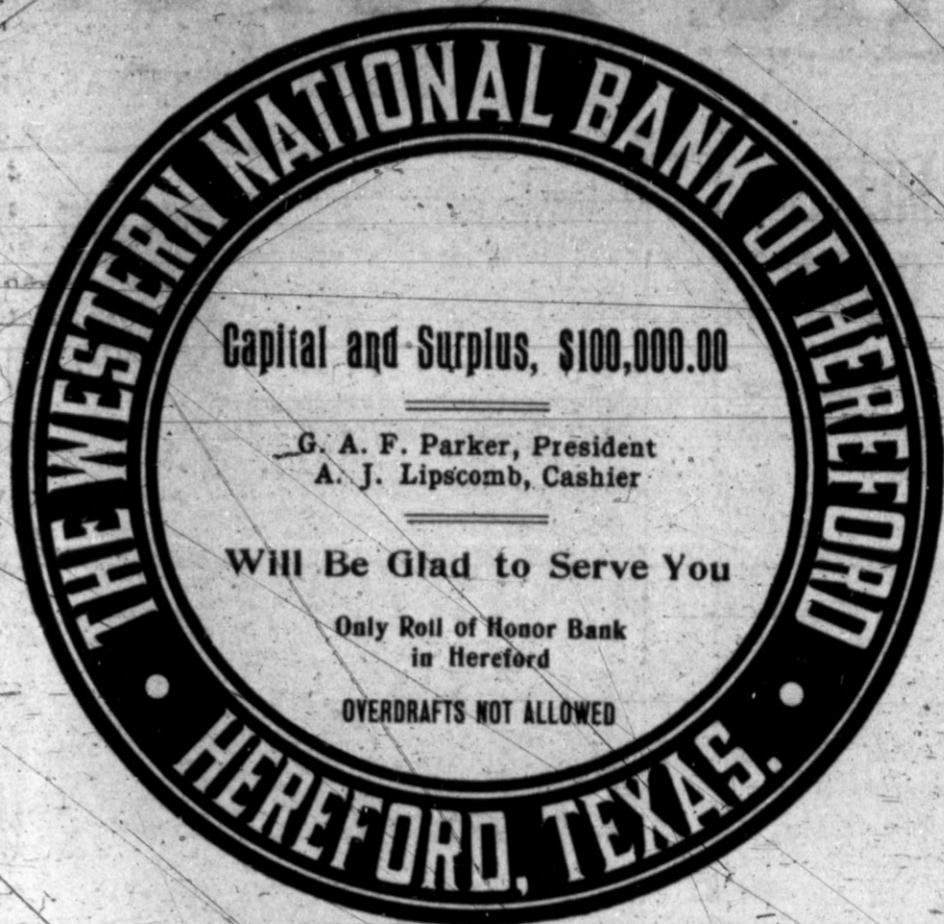 THE WESTERN NATIONAL BANK OF HEREFORD
Capital and Surplus, $100,000.00
G. A. F. Parker, President
A. J. Lipscomb, Cashier
Will Be Glad to Serve You
Only Roll of Honor Bank
in Hereford
OVERDRAFTS NOT ALLOWED
HEREFORD, TEXAS.